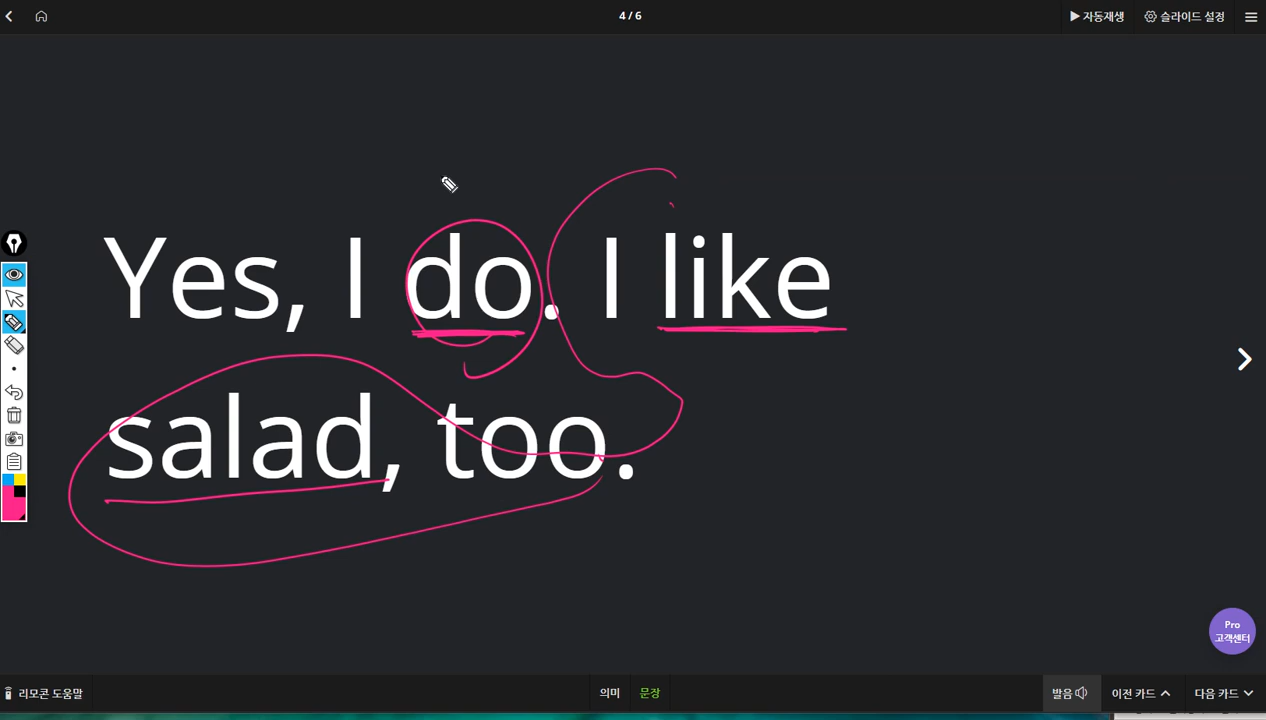 4 / 6
자동재생
슬라이드 설정
Yes, I do. I like
salad, too.
Pro
고객센터
리모콘 도움말
의미
문장
발음
이전 카드
다음 카드